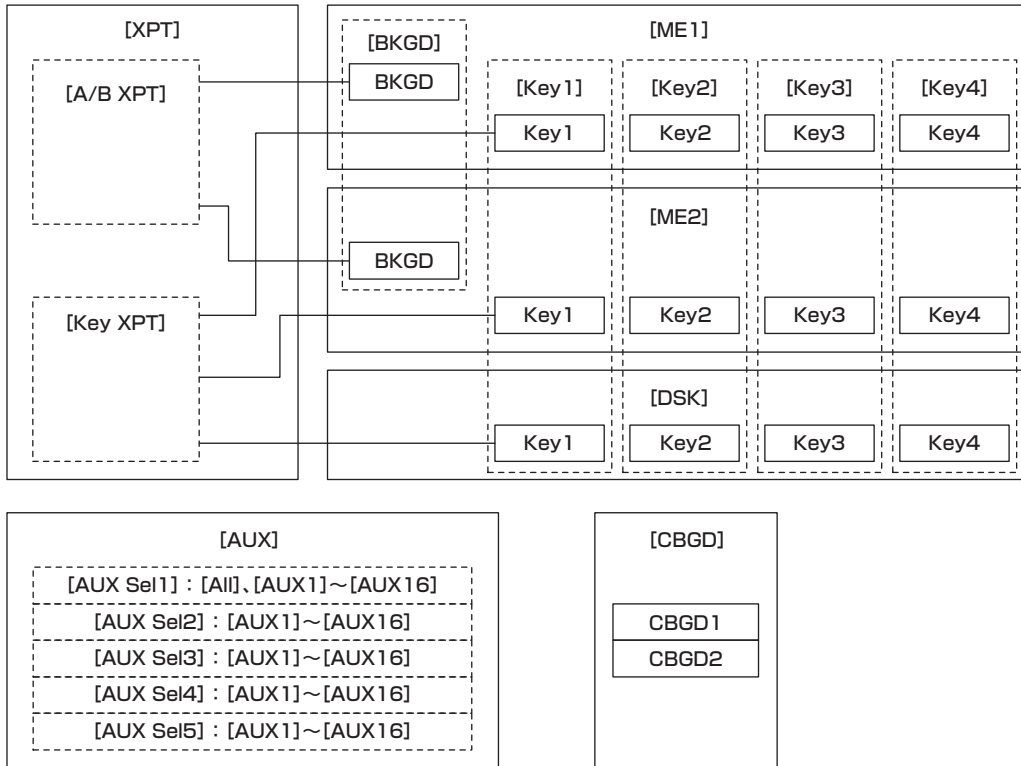 [XPT]
[A/B XPT]
[Key XPT]
[BKGD]
BKGD
BKGD
[ME1]
[Key1] [Key2] [Key3] [Key4]
Key1 Key2 Key3 Key4
[ME2]
Key1 Key2 Key3 Key4
[DSK]
Key1 Key2 Key3 Key4
[AUX]
[AUX Sel1]：[All]、[AUX1]～[AUX16]
[AUX Sel2]：[AUX1]～[AUX16]
[AUX Sel3]：[AUX1]～[AUX16]
[AUX Sel4]：[AUX1]～[AUX16]
[AUX Sel5]：[AUX1]～[AUX16]
[CBGD]
CBGD1
CBGD2